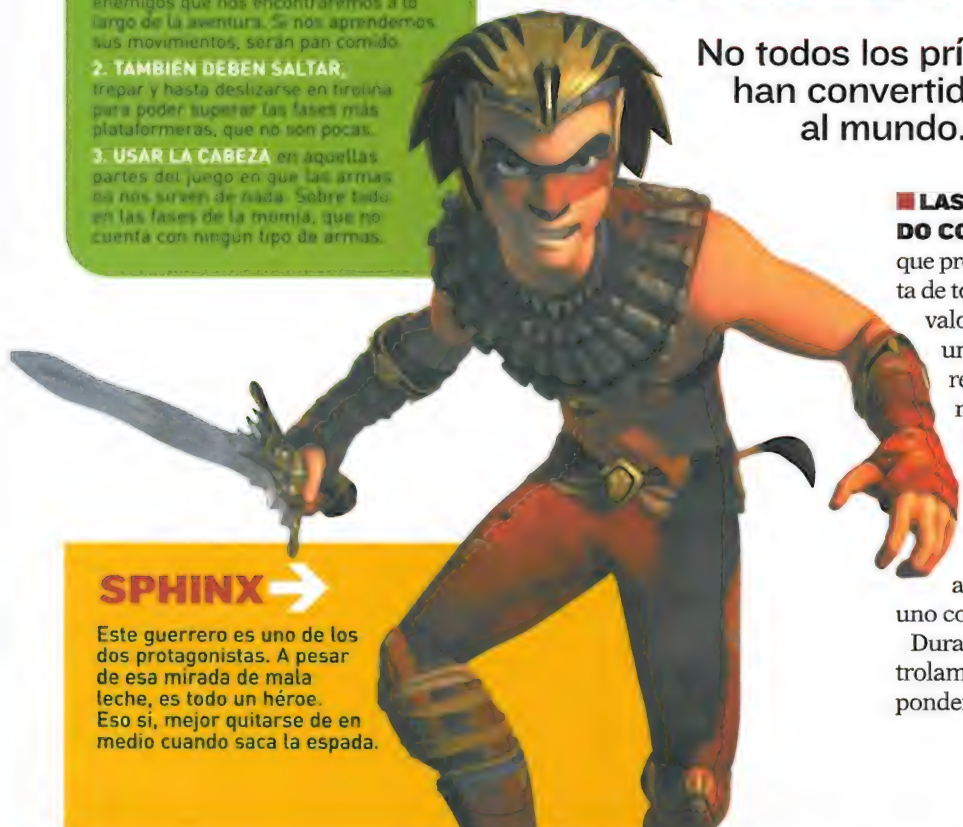 enemigos que nos encontraremos a lo
largo de la aventura. Si nos aprendemos
sus movimientos, serán pan comido.
2. TAMBIÉN DEBEN SALTAR,
trepar y hasta deslizarse en tirolina
para poder superar las fases más
plataformeras, que no son pocas.
3. USAR LA CABEZA en aquellas
partes del juego en que las armas
no nos sirven de nada. Sobre todo
en las fases de la momia, que no
cuenta con ningún tipo de armas.
No todos los prí
han convertid
al mundo.
LAS
DO CO
que pr
ta de to
valo
un
re
n
a
uno co
Dura
trolam
ponder
SPHINX
Este guerrero es uno de los
dos protagonistas. A pesar
de esa mirada de mala
leche, es todo un héroe.
Eso sí, mejor quitarse de en
medio cuando saca la espada.